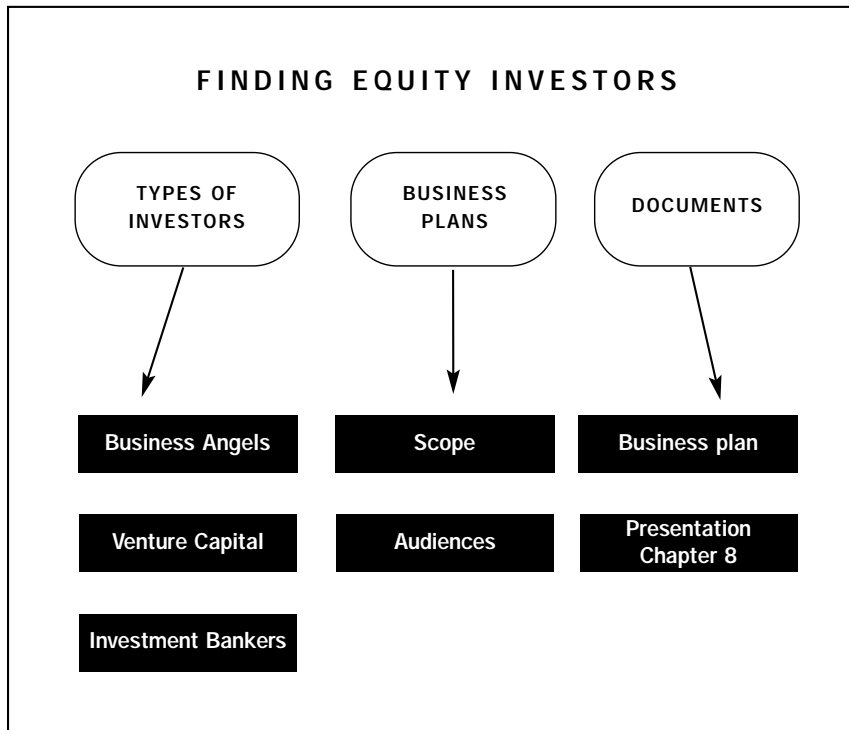 FINDING EQUITY INVESTORS
TYPES OF
INVESTORS
BUSINESS
PLANS
DOCUMENTS
Business Angels
Scope
Business plan
Venture Capital
Audiences
Presentation
Chapter 8
Investment Bankers